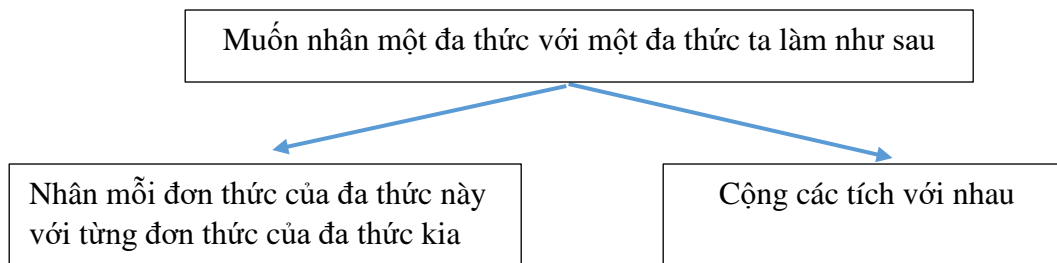 Muốn nhân một đa thức với một đa thức ta làm như sau
Nhân mỗi đơn thức của đa thức này
với từng đơn thức của đa thức kia
Cộng các tích với nhau